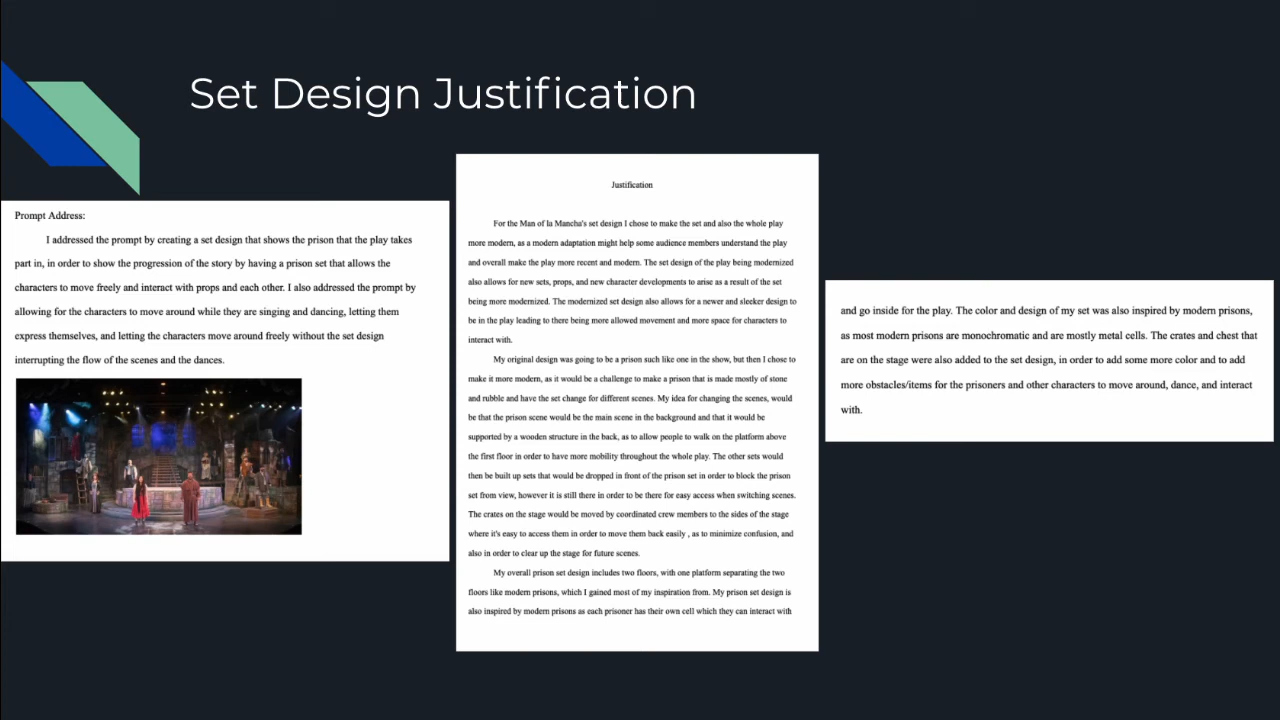 Set Design Justification
Prompt Address:
I addressed the prompt by creating a set design that shows the prison that the play takes
part in, in order to show the progression of the story by having a prison set that allows the
characters to move freely and interact with props and each other. I also addressed the prompt by
allowing for the characters to move around while they are singing and dancing, letting them
express themselves, and letting the characters move around freely without the set design
interrupting the flow of the scenes and the dances.
Justification
For the Man of la Mancha's set design I chose to make the set and also the whole play
more modern, as a modern adaptation might help some audience members understand the play
and overall make the play more recent and modern. The set design of the play being modernized
also allows for new sets, props, and new character developments to arise as a result of the set
being more modernized. The modernized set design also allows for a newer and sleeker design to
be in the play leading to there being more allowed movement and more space for characters to
interact with.
My original design was going to be a prison such like one in the show, but then I chose to
make it more modern, as it would be a challenge to make a prison that is made mostly of stone
and rubble and have the set change for different scenes. My idea for changing the scenes, would
be that the prison scene would be the main scene in the background and that it would be
supported by a wooden structure in the back, as to allow people to walk on the platform above
the first floor in order to have more mobility throughout the whole play. The other sets would
then be built up sets that would be dropped in front of the prison set in order to block the prison
set from view, however it is still there in order to be there for easy access when switching scenes.
The crates on the stage would be moved by coordinated crew members to the sides of the stage
where it's easy to access them in order to move them back easily , as to minimize confusion, and
also in order to clear up the stage for future scenes.
My overall prison set design includes two floors, with one platform separating the two
floors like modern prisons, which I gained most of my inspiration from. My prison set design is
also inspired by modern prisons as each prisoner has their own cell which they can interact with
and go inside for the play. The color and design of my set was also inspired by modern prisons,
as most modern prisons are monochromatic and are mostly metal cells. The crates and chest that
are on the stage were also added to the set design, in order to add some more color and to add
more obstacles/items for the prisoners and other characters to move around, dance, and interact
with.